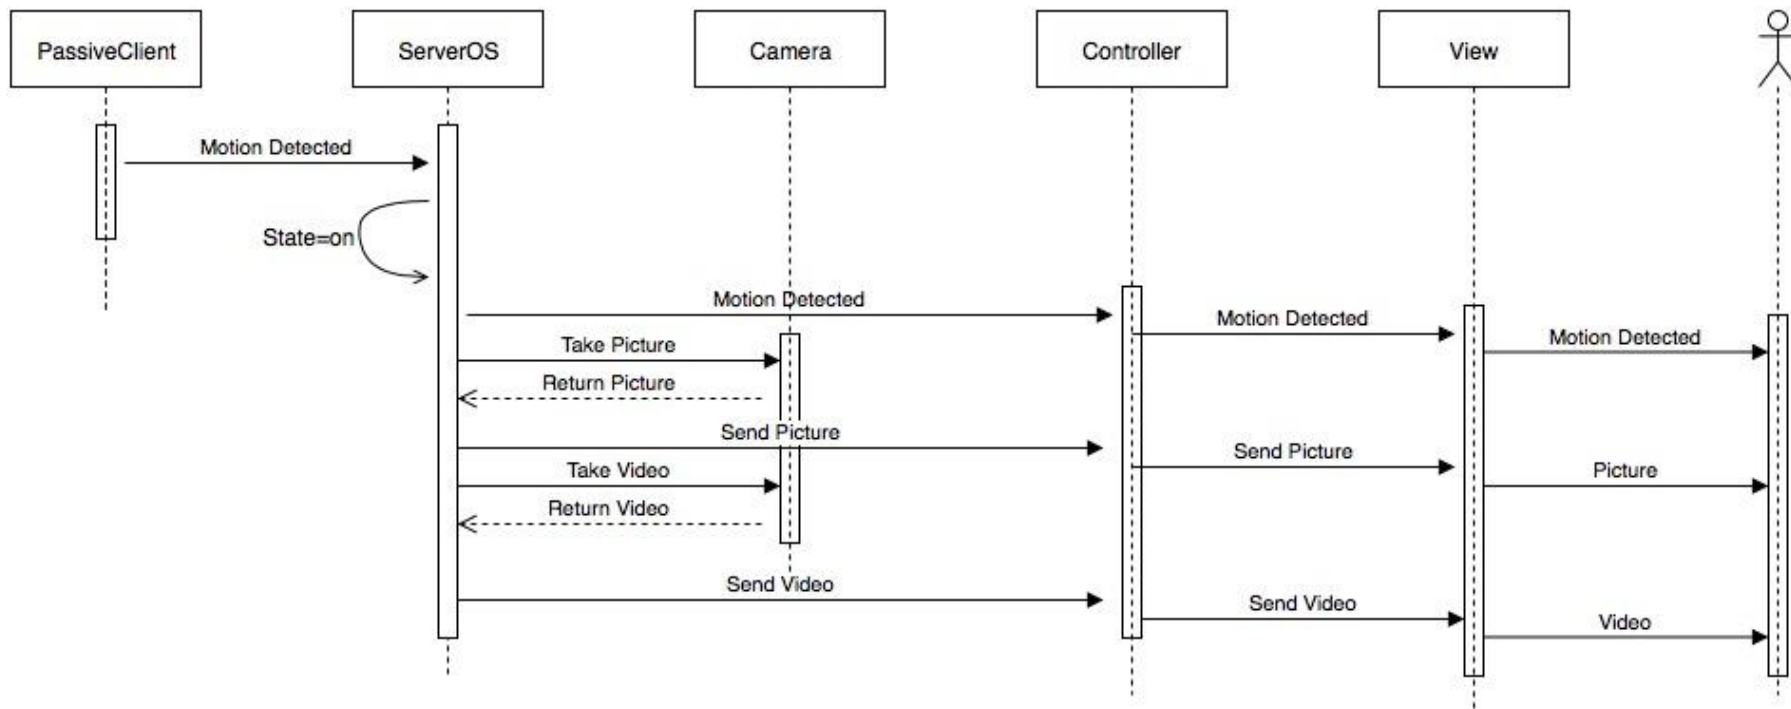 PassiveClient
ServerOS
Camera
Controller
View
Motion Detected
State=on
Motion Detected
Motion Detected
Motion Detected
Take Picture
Return Picture
Send Picture
Send Picture
Picture
Take Video
Return Video
Send Video
Send Video
Video